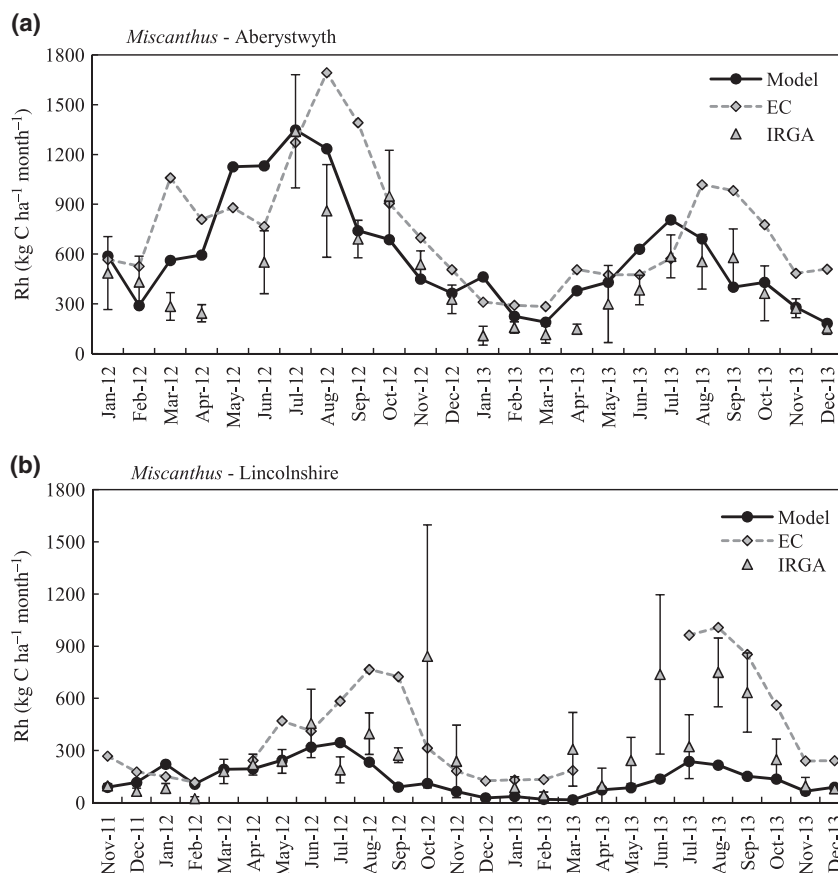 (a)
Miscanthus - Aberystwyth
Rh (kg C ha⁻¹ month⁻¹)
1800
1500
1200
900
600
300
0
Model
EC
IRGA
Jan-12
Feb-12
Mar-12
Apr-12
May-12
Jun-12
Jul-12
Aug-12
Sep-12
Oct-12
Nov-12
Dec-12
Jan-13
Feb-13
Mar-13
Apr-13
May-13
Jun-13
Jul-13
Aug-13
Sep-13
Oct-13
Nov-13
Dec-13
(b)
Miscanthus - Lincolnshire
Rh (kg C ha⁻¹ month⁻¹)
1800
1500
1200
900
600
300
0
Model
EC
IRGA
Nov-11
Dec-11
Jan-12
Feb-12
Mar-12
Apr-12
May-12
Jun-12
Jul-12
Aug-12
Sep-12
Oct-12
Nov-12
Dec-12
Jan-13
Feb-13
Mar-13
Apr-13
May-13
Jun-13
Jul-13
Aug-13
Sep-13
Oct-13
Nov-13
Dec-13